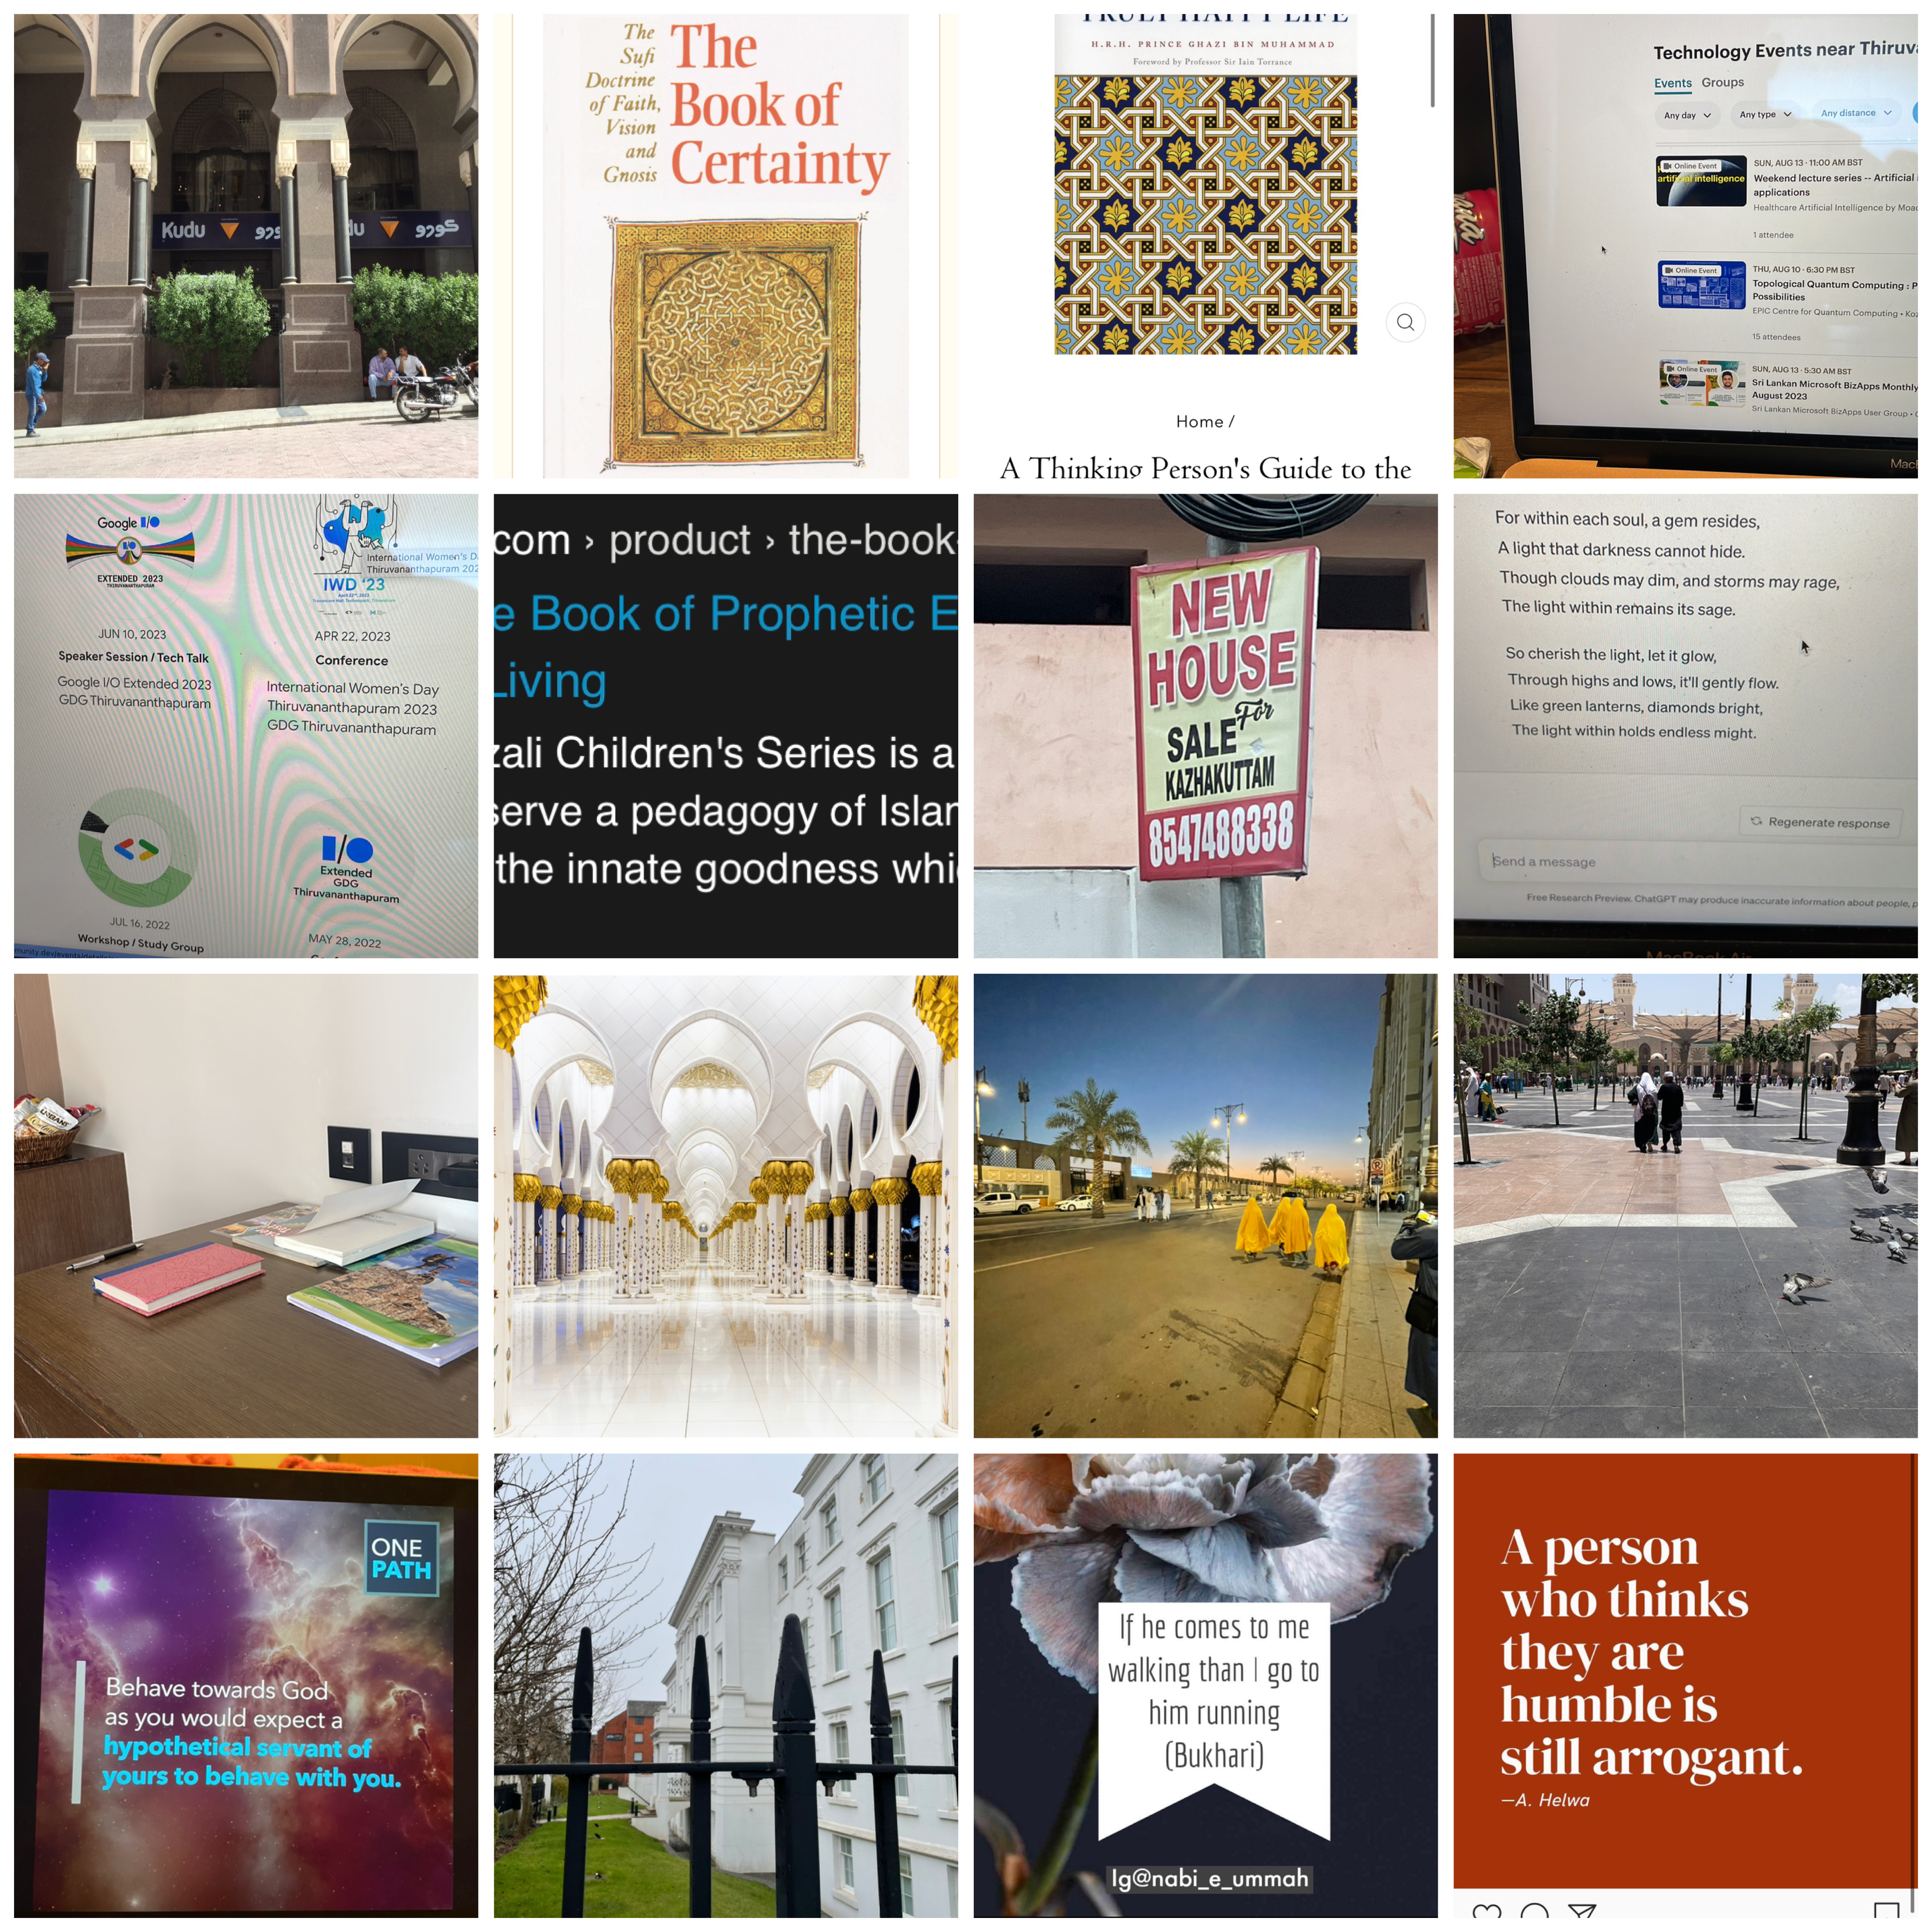 Kudu
كودو
كودو
The
Sufi
Doctrine
of Faith,
Vision
and
Gnosis
The
Book of
Certainty
TRULY HAPPY LIFE
H.R.H. PRINCE GHAZI BIN MUHAMMAD
Foreword by Professor Sir Iain Torrance
Home /
A Thinking Person's Guide to the
Technology Events near
Events Groups
Any day Any type Any distance
Online Event
artificial intelligence
SUN, AUG 13 · 11:00 AM BST
Weekend lecture series -- Artificial
applications
Healthcare Artificial Intelligence by
1 attendee
Online Event
THU, AUG 10 · 6:30 PM BST
Topological Quantum Computing : P
Possibilities
EPIC Centre for Quantum Computing •
15 attendees
Online Event
SUN, AUG 13 · 5:30 AM BST
Sri Lankan Microsoft BizApps Monthly
August 2023
Sri Lankan Microsoft BizApps User Group •
Google I/O
I/O
EXTENDED 2023
THIRUVANANTHAPURAM
JUN 10, 2023
Speaker Session / Tech Talk
Google I/O Extended 2023
GDG Thiruvananthapuram
International Women's D
Thiruvananthapuram 202
IWD '23
April 22nd, 2023
APR 22, 2023
Conference
International Women's Day
Thiruvananthapuram 2023
GDG Thiruvananthapuram
JUL 16, 2022
Workshop / Study Group
I/O
Extended
GDG
Thiruvananthapuram
MAY 28, 2022
com › product › the-book-
e Book of Prophetic E
Living
zali Children's Series is a
serve a pedagogy of Islam
the innate goodness whi
NEW
HOUSE
For
SALE
KAZHAKUTTAM
8547488338
For within each soul, a gem resides,
A light that darkness cannot hide.
Though clouds may dim, and storms may rage,
The light within remains its sage.
So cherish the light, let it glow,
Through highs and lows, it'll gently flow.
Like green lanterns, diamonds bright,
The light within holds endless might.
Regenerate response
Send a message
Free Research Preview. ChatGPT may produce inaccurate information about people, p
MacBook Air
ONE
PATH
Behave towards God
as you would expect a
hypothetical servant of
yours to behave with you.
If he comes to me
walking than I go to
him running
(Bukhari)
Ig@nabi_e_ummah
A person
who thinks
they are
humble is
still arrogant.
—A. Helwa